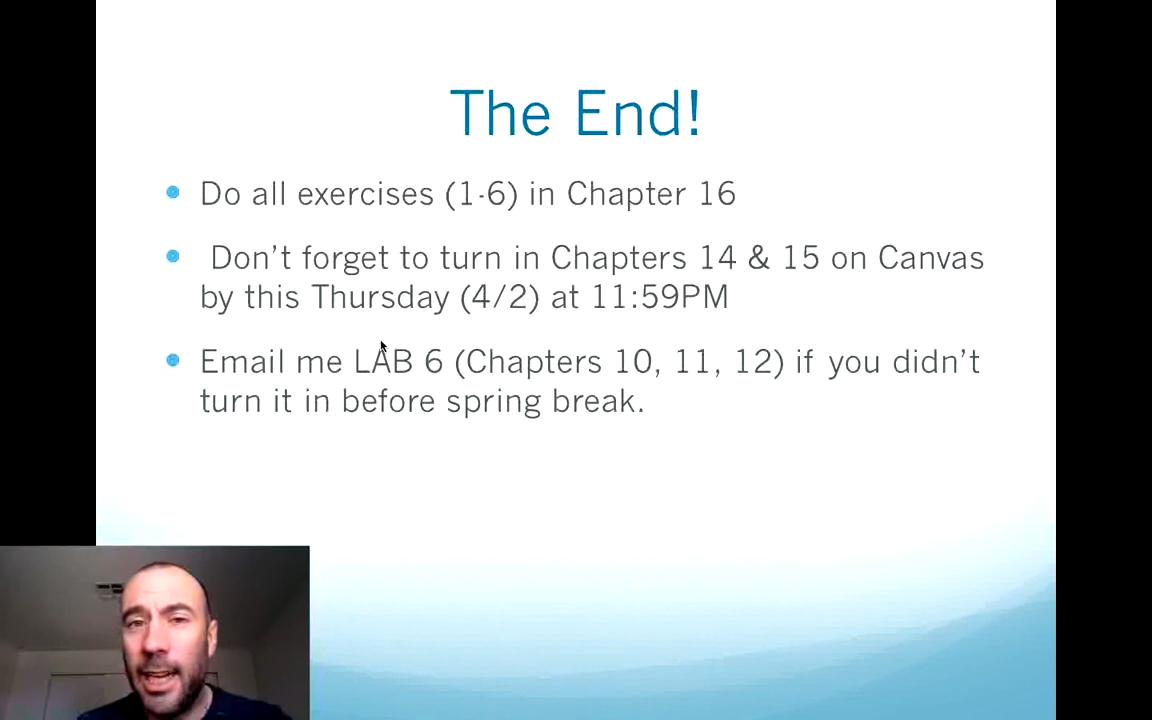 The End!
Do all exercises (1-6) in Chapter 16
Don't forget to turn in Chapters 14 & 15 on Canvas
by this Thursday (4/2) at 11:59PM
Email me LAB 6 (Chapters 10, 11, 12) if you didn't
turn it in before spring break.